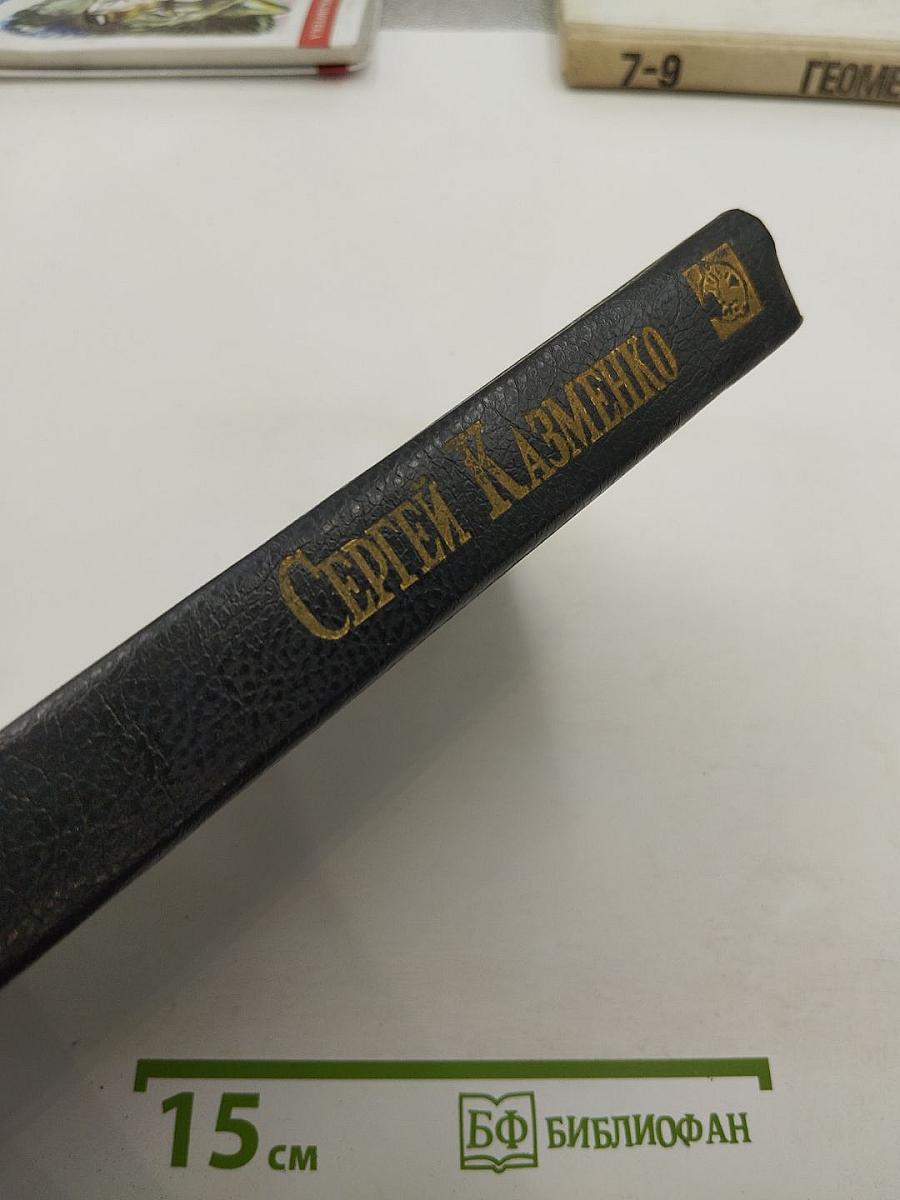 7-9 ГЕОМЕ
СЕРГЕЙ КАЗМЕНКО
15 см
БФ БИБЛИОФАН